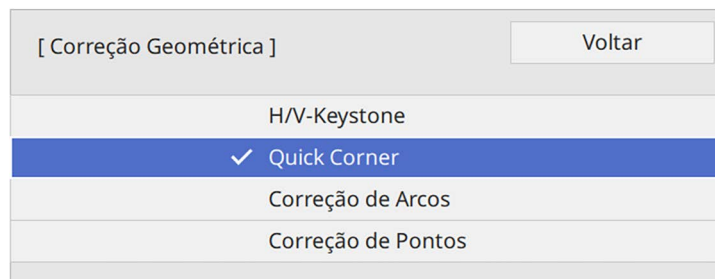 [ Correção Geométrica ]
Voltar
H/V-Keystone
Quick Corner
Correção de Arcos
Correção de Pontos